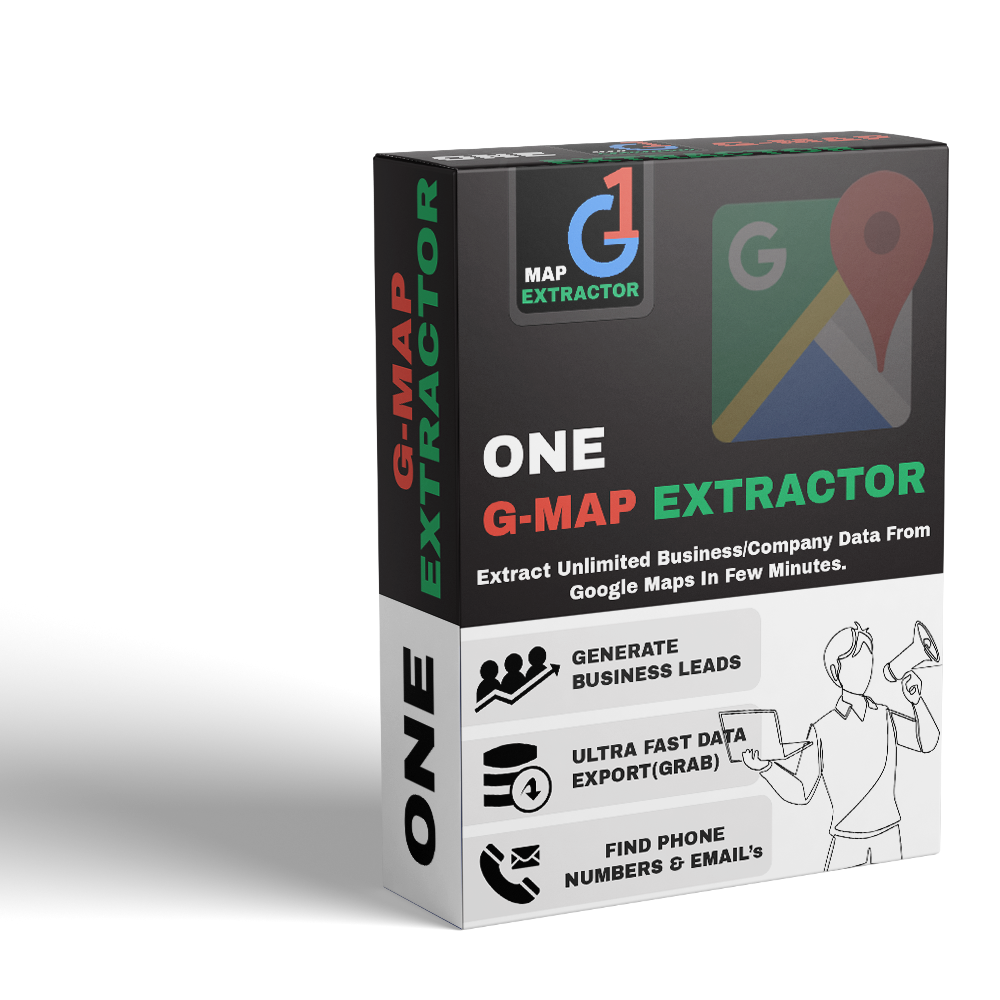 G-MAP
EXTRACTOR
ONE
G1
MAP
EXTRACTOR
G
ONE
G-MAP EXTRACTOR
Extract Unlimited Business/Company Data From
Google Maps In Few Minutes.
GENERATE
BUSINESS LEADS
ULTRA FAST DATA
EXPORT(GRAB)
FIND PHONE
NUMBERS & EMAIL's